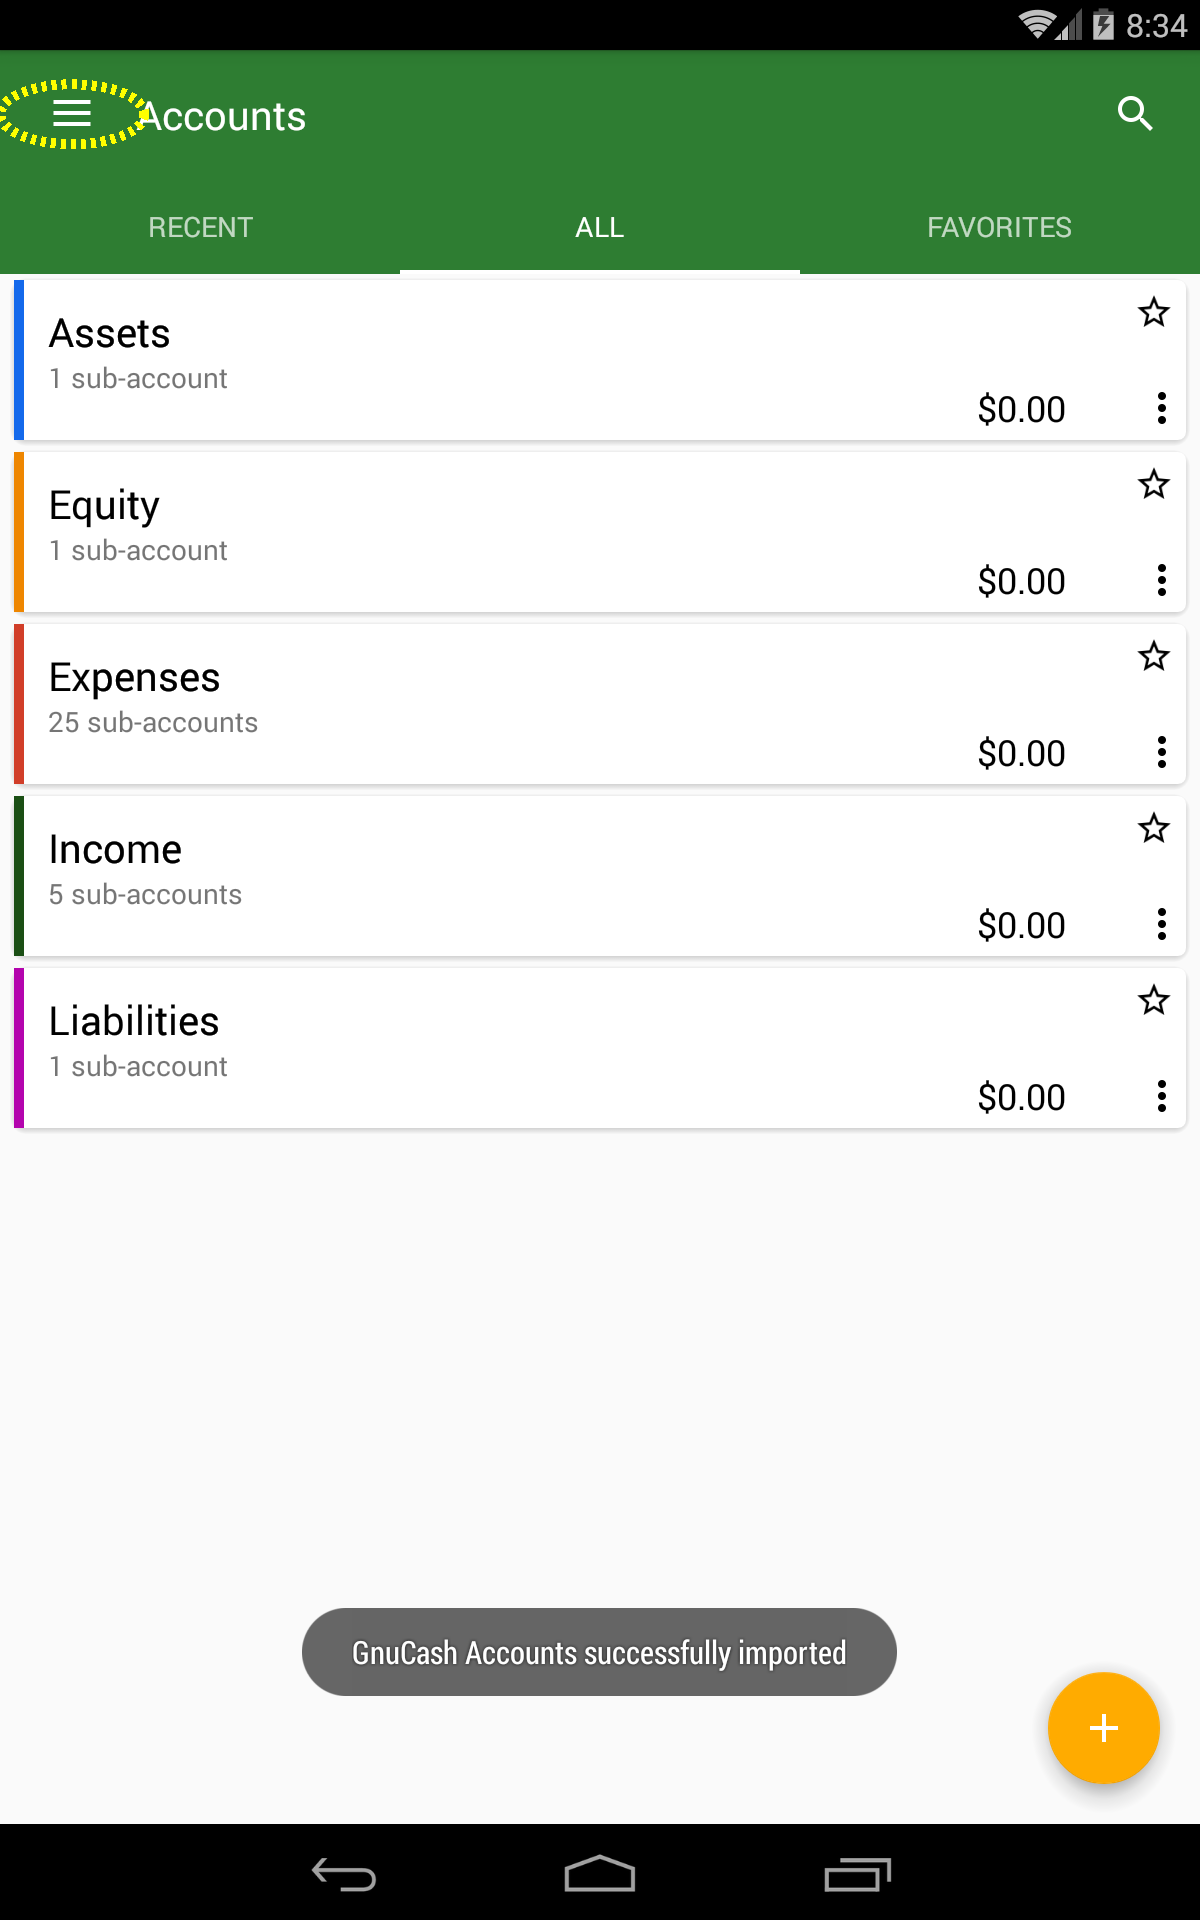 8:34
Accounts
RECENT
ALL
FAVORITES
Assets
1 sub-account
$0.00
Equity
1 sub-account
$0.00
Expenses
25 sub-accounts
$0.00
Income
5 sub-accounts
$0.00
Liabilities
1 sub-account
$0.00
GnuCash Accounts successfully imported